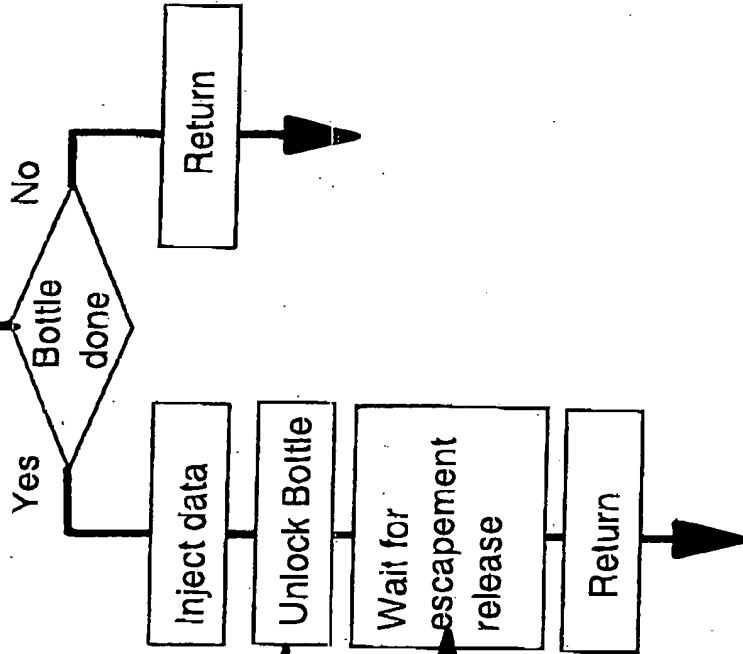 Yes
No
Bottle
done
Inject data
Unlock Bottle
Wait for
escapement
release
Return
Return